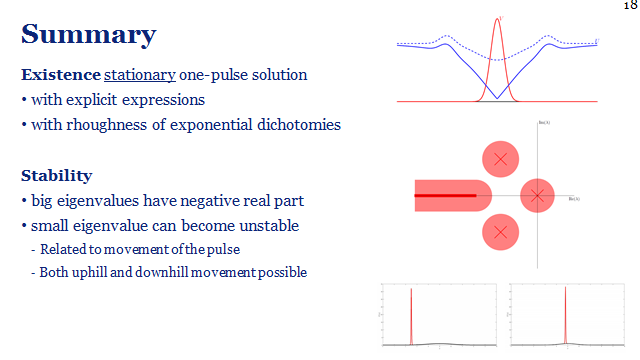 18
Summary
Existence stationary one-pulse solution
• with explicit expressions
• with rhoughness of exponential dichotomies
Stability
• big eigenvalues have negative real part
• small eigenvalue can become unstable
- Related to movement of the pulse
- Both uphill and downhill movement possible